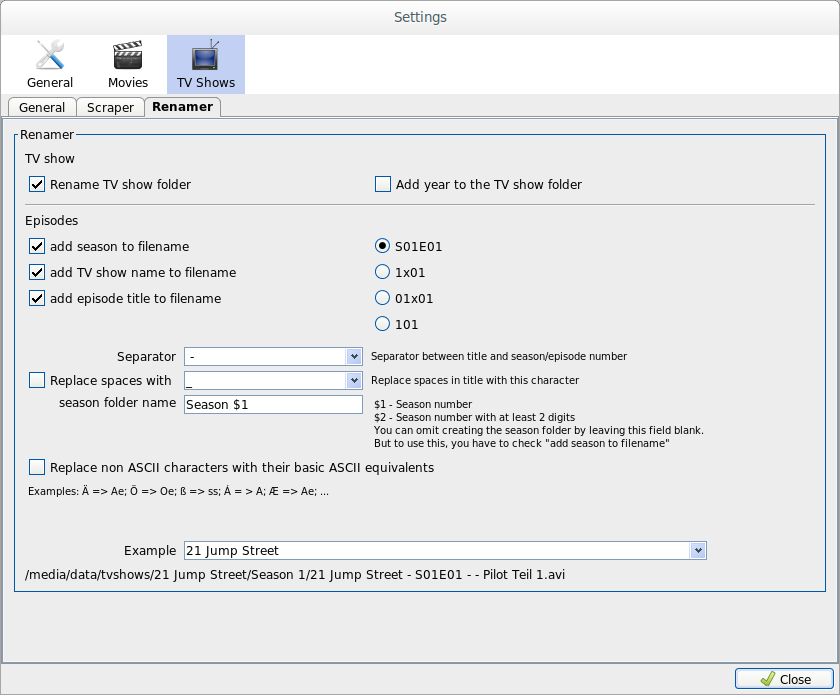 Settings
General Movies TV Shows
General Scraper Renamer
Renamer
TV show
Rename TV show folder Add year to the TV show folder
Episodes
add season to filename S01E01
add TV show name to filename 1x01
add episode title to filename 01x01
101
Separator - Separator between title and season/episode number
Replace spaces with _ Replace spaces in title with this character
season folder name Season $1 $1 - Season number
$2 - Season number with at least 2 digits
You can omit creating the season folder by leaving this field blank.
But to use this, you have to check "add season to filename"
Replace non ASCII characters with their basic ASCII equivalents
Examples: Ä => Ae; Ö => Oe; ß => ss; Á = > A; Æ => Ae; ...
Example 21 Jump Street
/media/data/tvshows/21 Jump Street/Season 1/21 Jump Street - S01E01 - - Pilot Teil 1.avi
Close